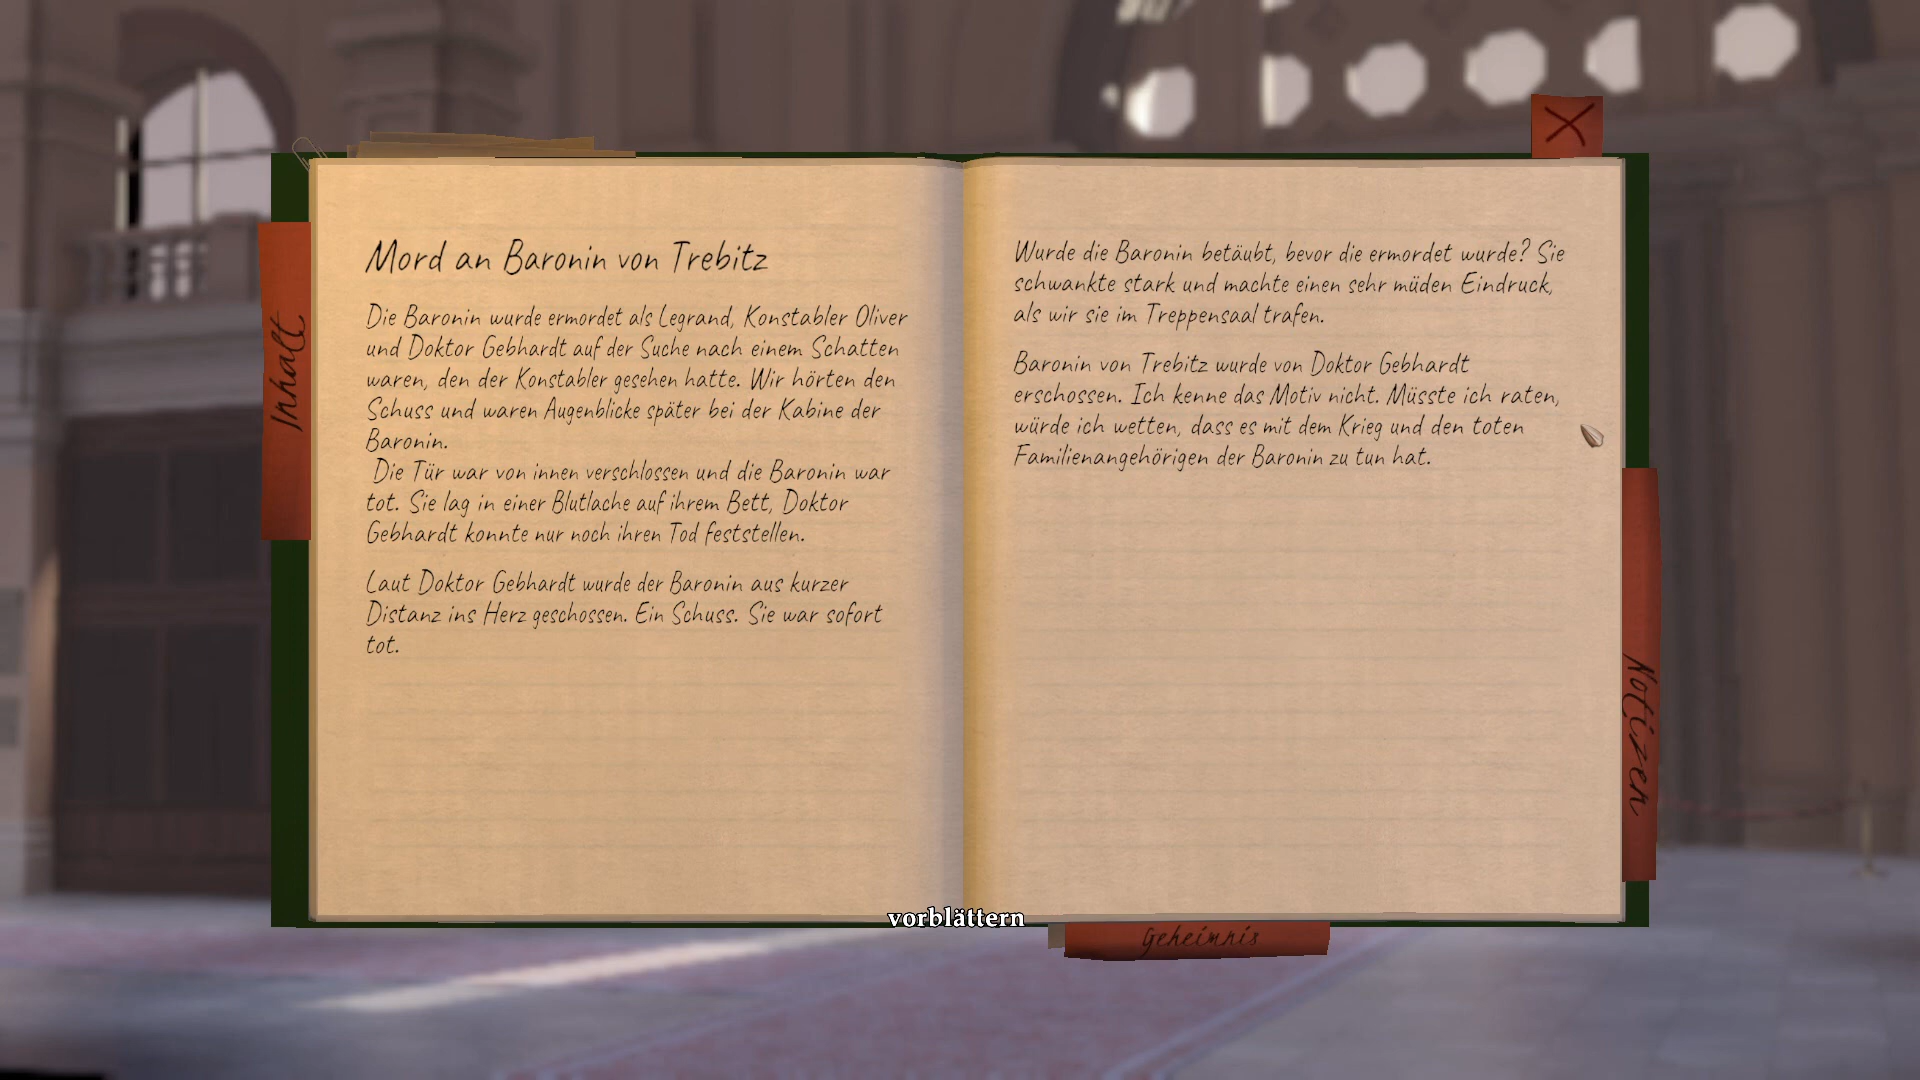 Mord an Baronin von Trebitz
Die Baronin wurde ermordet als Legrand, Konstabler Oliver
und Doktor Gebhardt auf der Suche nach einem Schatten
waren, den der Konstabler gesehen hatte. Wir hörten den
Schuss und waren Augenblicke später bei der Kabine der
Baronin.
Die Tür war von innen verschlossen und die Baronin war
tot. Sie lag in einer Blutlache auf ihrem Bett, Doktor
Gebhardt konnte nur noch ihren Tod feststellen.
Laut Doktor Gebhardt wurde der Baronin aus kurzer
Distanz ins Herz geschossen. Ein Schuss. Sie war sofort
tot.
Wurde die Baronin betäubt, bevor die ermordet wurde? Sie
schwankte stark und machte einen sehr müden Eindruck,
als wir sie im Treppensaal trafen.
Baronin von Trebitz wurde von Doktor Gebhardt
erschossen. Ich kenne das Motiv nicht. Müsste ich raten,
würde ich wetten, dass es mit dem Krieg und den toten
Familienangehörigen der Baronin zu tun hat.
Inhalt
Notizen
vorblättern
Geheimnis